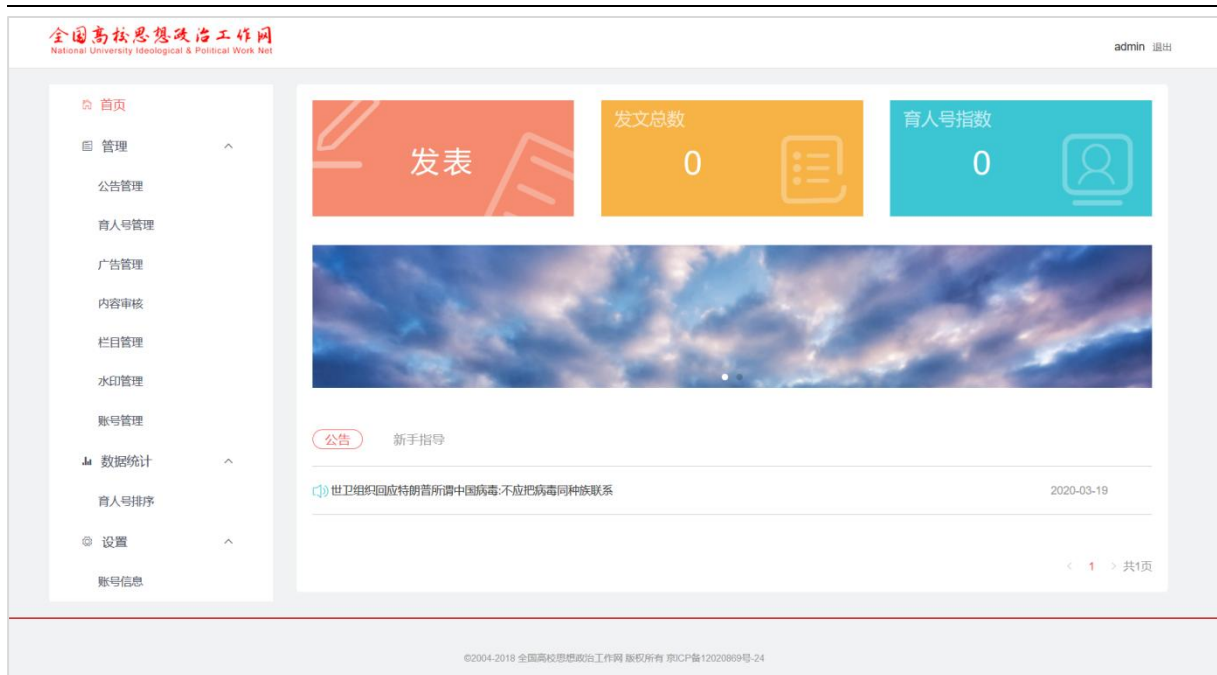 全国高校思想政治工作网
National University Ideological & Political Work Net
admin 退出
首页
管理
公告管理
育人号管理
广告管理
内容审核
栏目管理
水印管理
账号管理
数据统计
育人号排序
设置
账号信息
发表
发文总数
0
育人号指数
0
公告 新手指导
世卫组织回应特朗普所谓中国病毒:不应把病毒同种族联系 2020-03-19
< 1 > 共1页
©2004-2018 全国高校思想政治工作网 版权所有 京ICP备12020869号-24